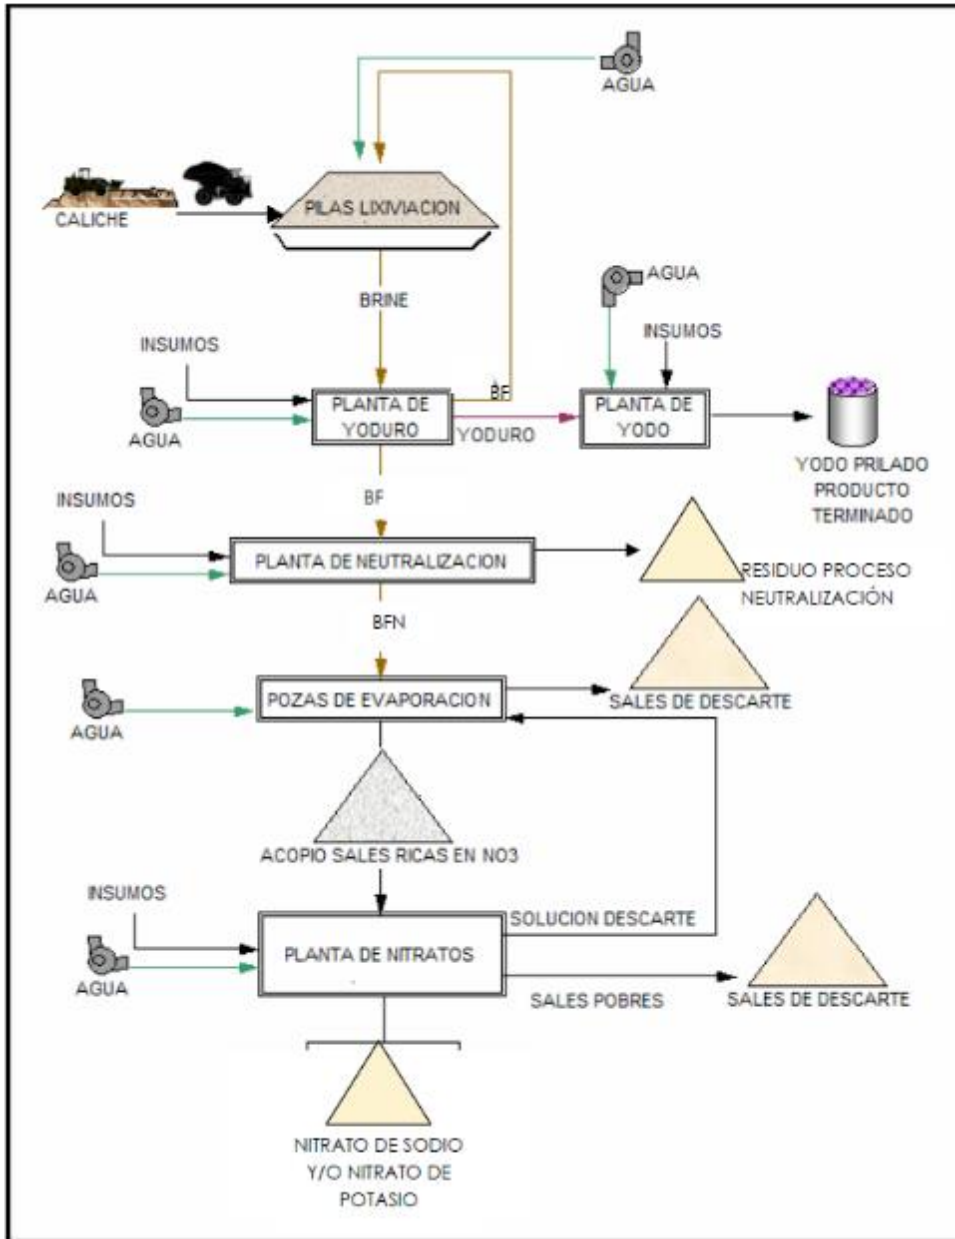 AGUA
CALICHE
PILAS LIXIVIACION
BRINE
AGUA
INSUMOS
INSUMOS
BF
PLANTA DE
YODURO
YODURO
PLANTA DE
YODO
AGUA
YODO PRILADO
PRODUCTO
TERMINADO
BF
INSUMOS
PLANTA DE NEUTRALIZACION
AGUA
RESIDUO PROCESO
NEUTRALIZACIÓN
BFN
POZAS DE EVAPORACION
SALES DE DESCARTE
AGUA
ACOPIO SALES RICAS EN NO3
INSUMOS
SOLUCION DESCARTE
PLANTA DE NITRATOS
AGUA
SALES POBRES
SALES DE DESCARTE
NITRATO DE SODIO
Y/O NITRATO DE
POTASIO